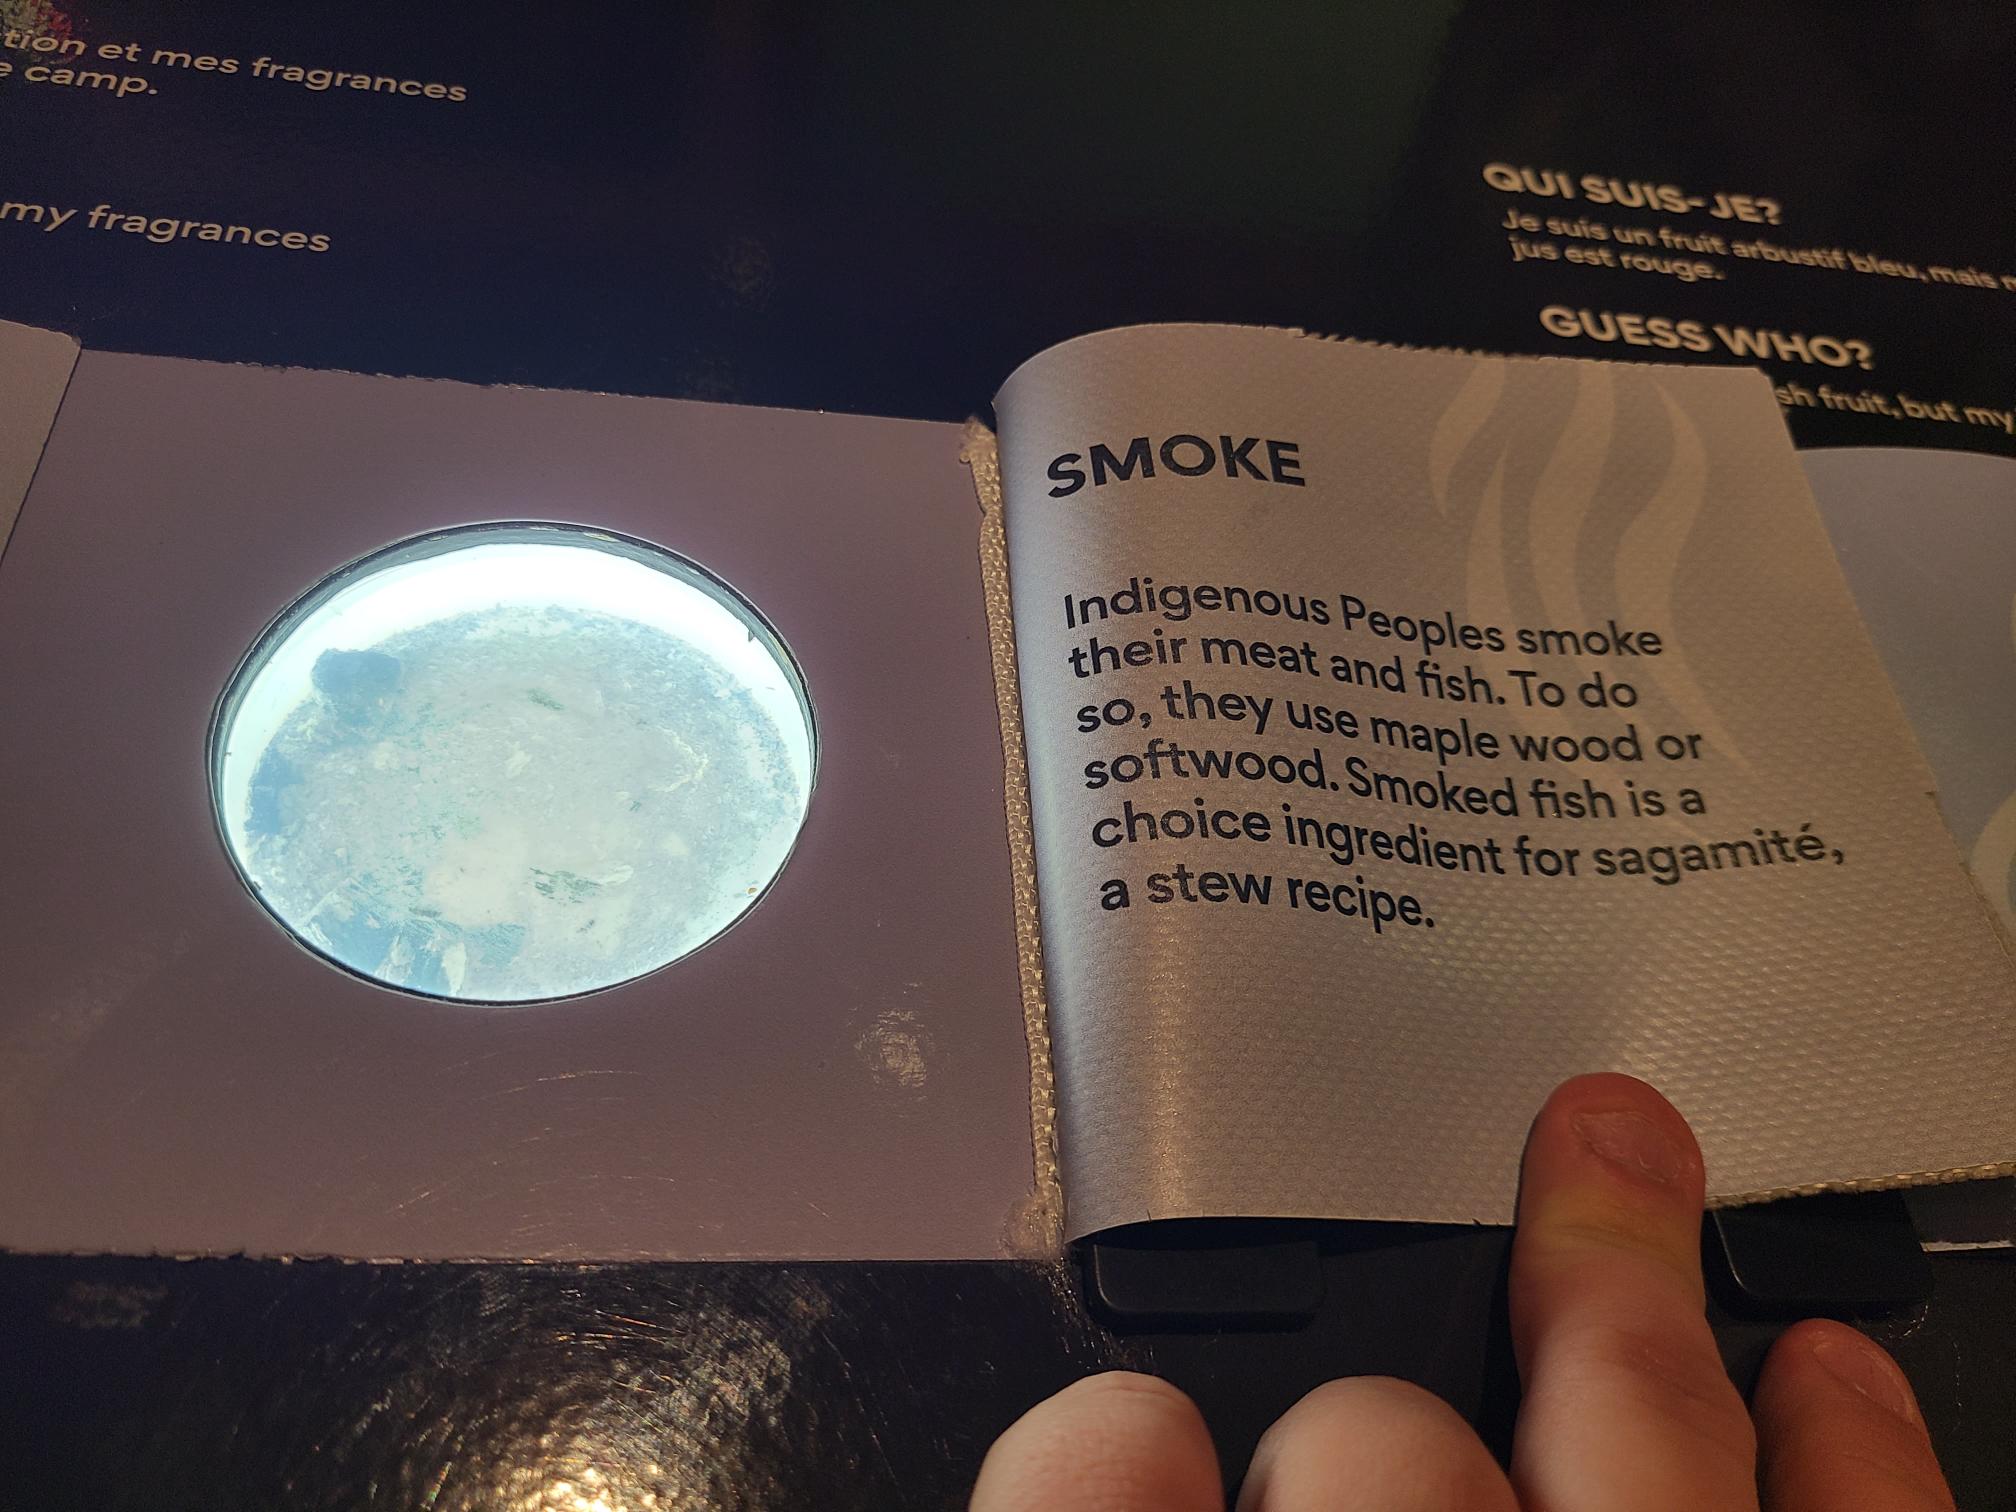 tion et mes fragrances
camp.
my fragrances
QUI SUIS-JE?
Je suis un fruit arbustif bleu, mais
jus est rouge.
GUESS WHO?
fruit, but my
SMOKE
Indigenous Peoples smoke
their meat and fish. To do
so, they use maple wood or
softwood. Smoked fish is a
choice ingredient for sagamité,
a stew recipe.